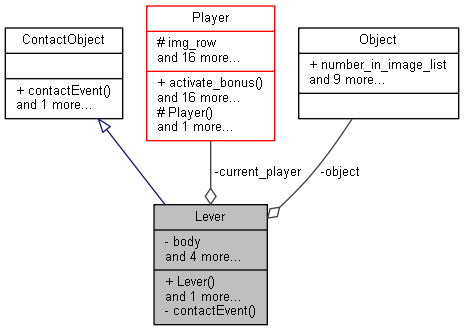 ContactObject
+ contactEvent()
and 1 more...
Player
# img_row
and 16 more...
+ activate_bonus()
and 16 more...
# Player()
and 1 more...
Object
+ number_in_image_list
and 9 more...
-current_player
-object
Lever
- body
and 4 more...
+ Lever()
and 1 more...
- contactEvent()